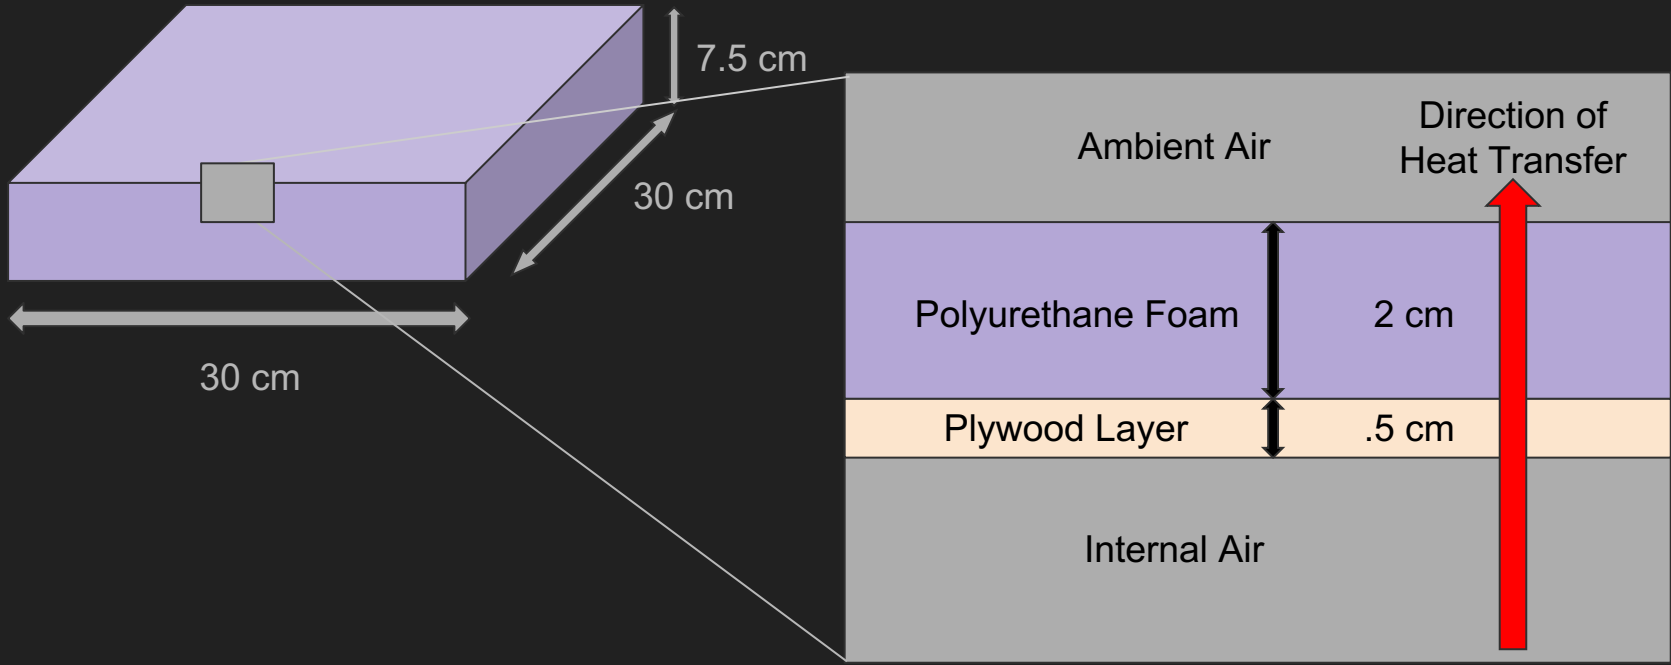 7.5 cm
30 cm
30 cm
Ambient Air
Direction of
Heat Transfer
Polyurethane Foam
2 cm
Plywood Layer
.5 cm
Internal Air